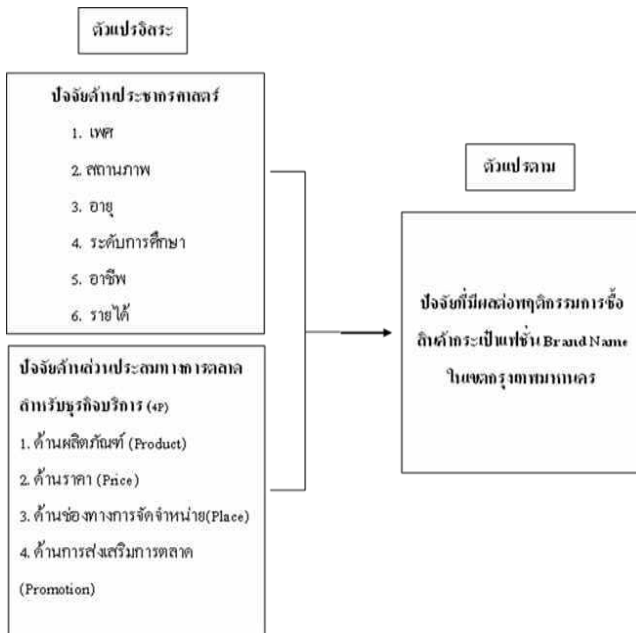 ตัวแปรอิสระ
ปัจจัยด้านประชากรศาสตร์
1. เพศ
2. สถานภาพ
3. อายุ
4. ระดับการศึกษา
5. อาชีพ
6. รายได้
ปัจจัยด้านส่วนประสมทางการตลาด
สำหรับธุรกิจบริการ (4P)
1. ด้านผลิตภัณฑ์ (Product)
2. ด้านราคา (Price)
3. ด้านช่องทางการจัดจำหน่าย(Place)
4. ด้านการส่งเสริมการตลาด
(Promotion)
ตัวแปรตาม
ปัจจัยที่มีผลต่อพฤติกรรมการซื้อ
สินค้ากระเป๋าแฟชั่น Brand Name
ในเขตกรุงเทพมหานคร